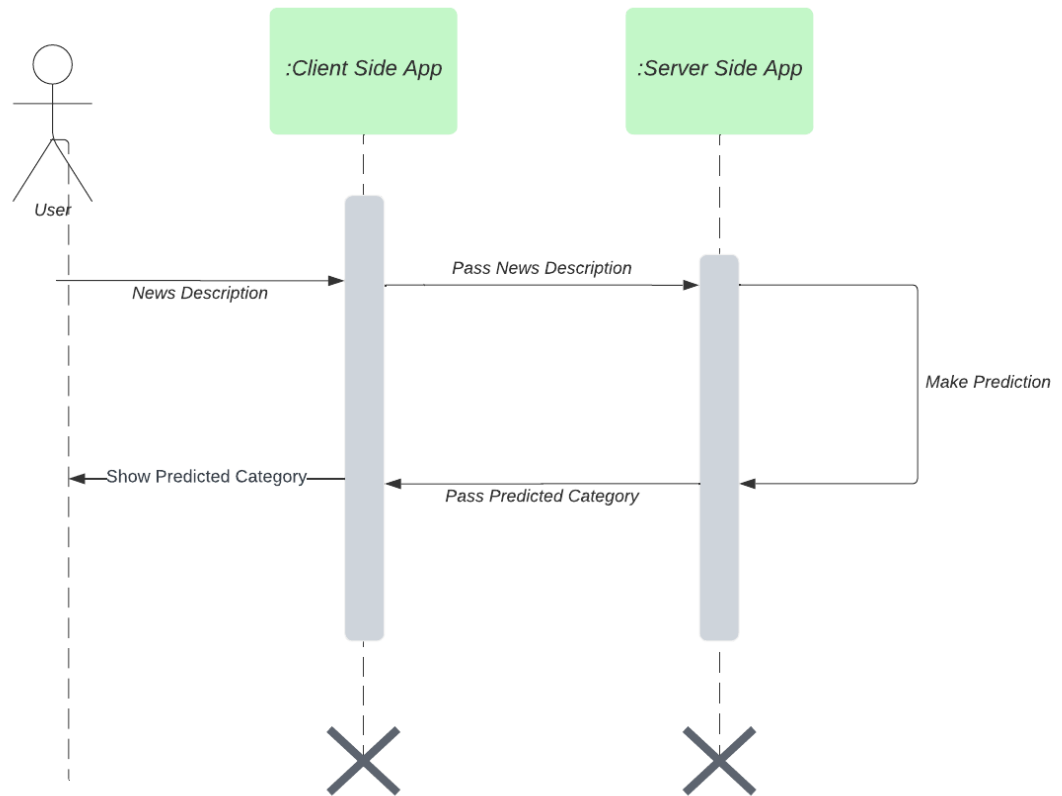 :Client Side App
:Server Side App
User
Pass News Description
News Description
Make Prediction
Show Predicted Category
Pass Predicted Category